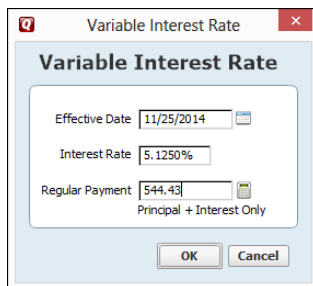 Variable Interest Rate
Variable Interest Rate
Effective Date 11/25/2014
Interest Rate 5.1250%
Regular Payment 544.43
Principal + Interest Only
OK Cancel